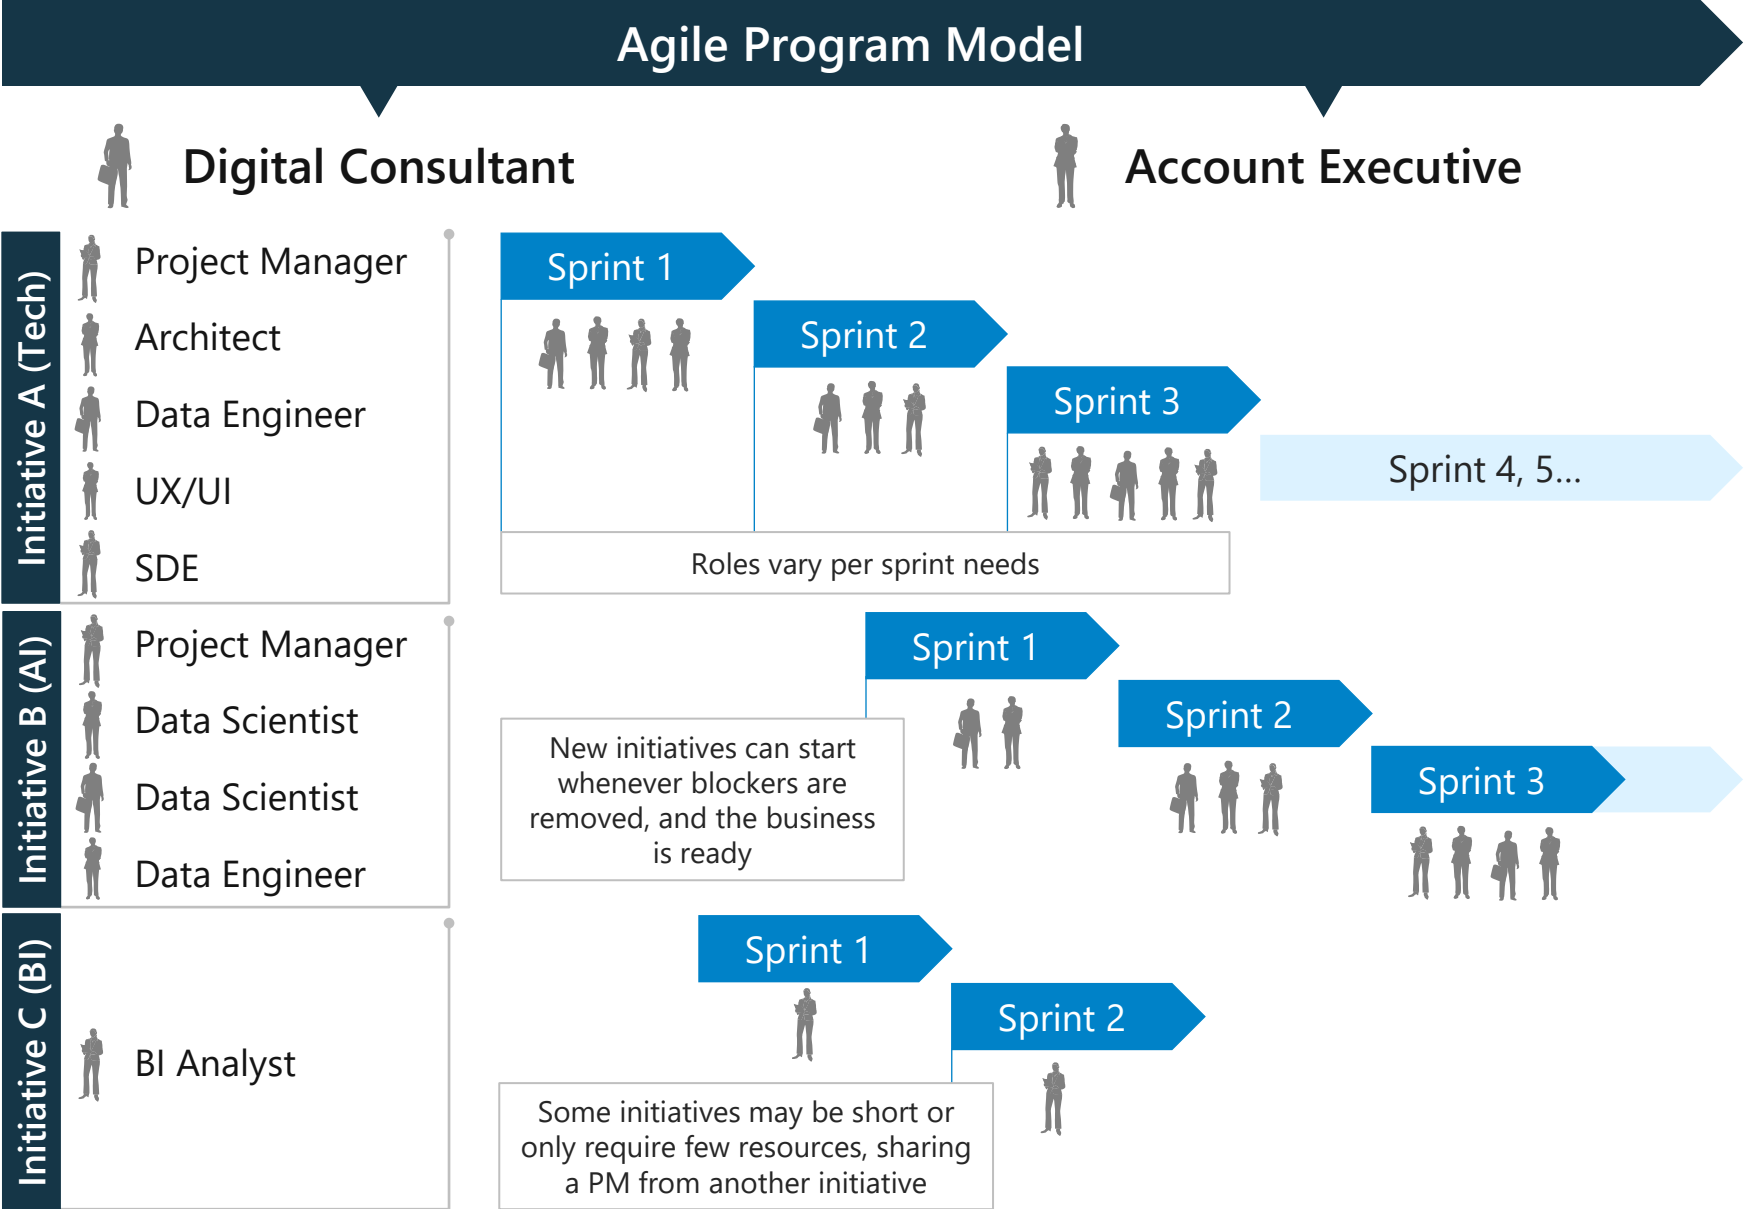 Agile Program Model
Digital Consultant
Account Executive
Initiative A (Tech)
Project Manager
Architect
Data Engineer
UX/UI
SDE
Sprint 1
Sprint 2
Sprint 3
Sprint 4, 5...
Roles vary per sprint needs
Initiative B (AI)
Project Manager
Data Scientist
Data Scientist
Data Engineer
Sprint 1
Sprint 2
Sprint 3
New initiatives can start
whenever blockers are
removed, and the business
is ready
Initiative C (BI)
BI Analyst
Sprint 1
Sprint 2
Some initiatives may be short or
only require few resources, sharing
a PM from another initiative